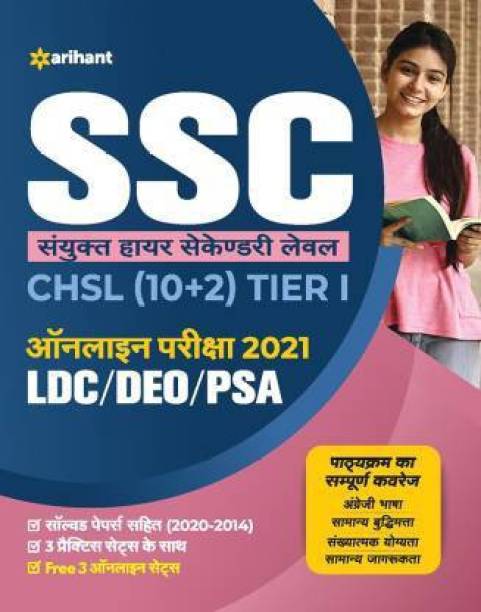 arihant
SSC
संयुक्त हायर सेकेण्डरी लेवल
CHSL (10+2) TIER I
ऑनलाइन परीक्षा 2021
LDC/DEO/PSA
सॉल्वड पेपर्स सहित (2020-2014)
3 प्रैक्टिस सेट्स के साथ
Free 3 ऑनलाइन सेट्स
पाठ्यक्रम का
सम्पूर्ण कवरेज
अंग्रेजी भाषा
सामान्य बुद्धिमत्ता
संख्यात्मक योग्यता
सामान्य जागरूकता